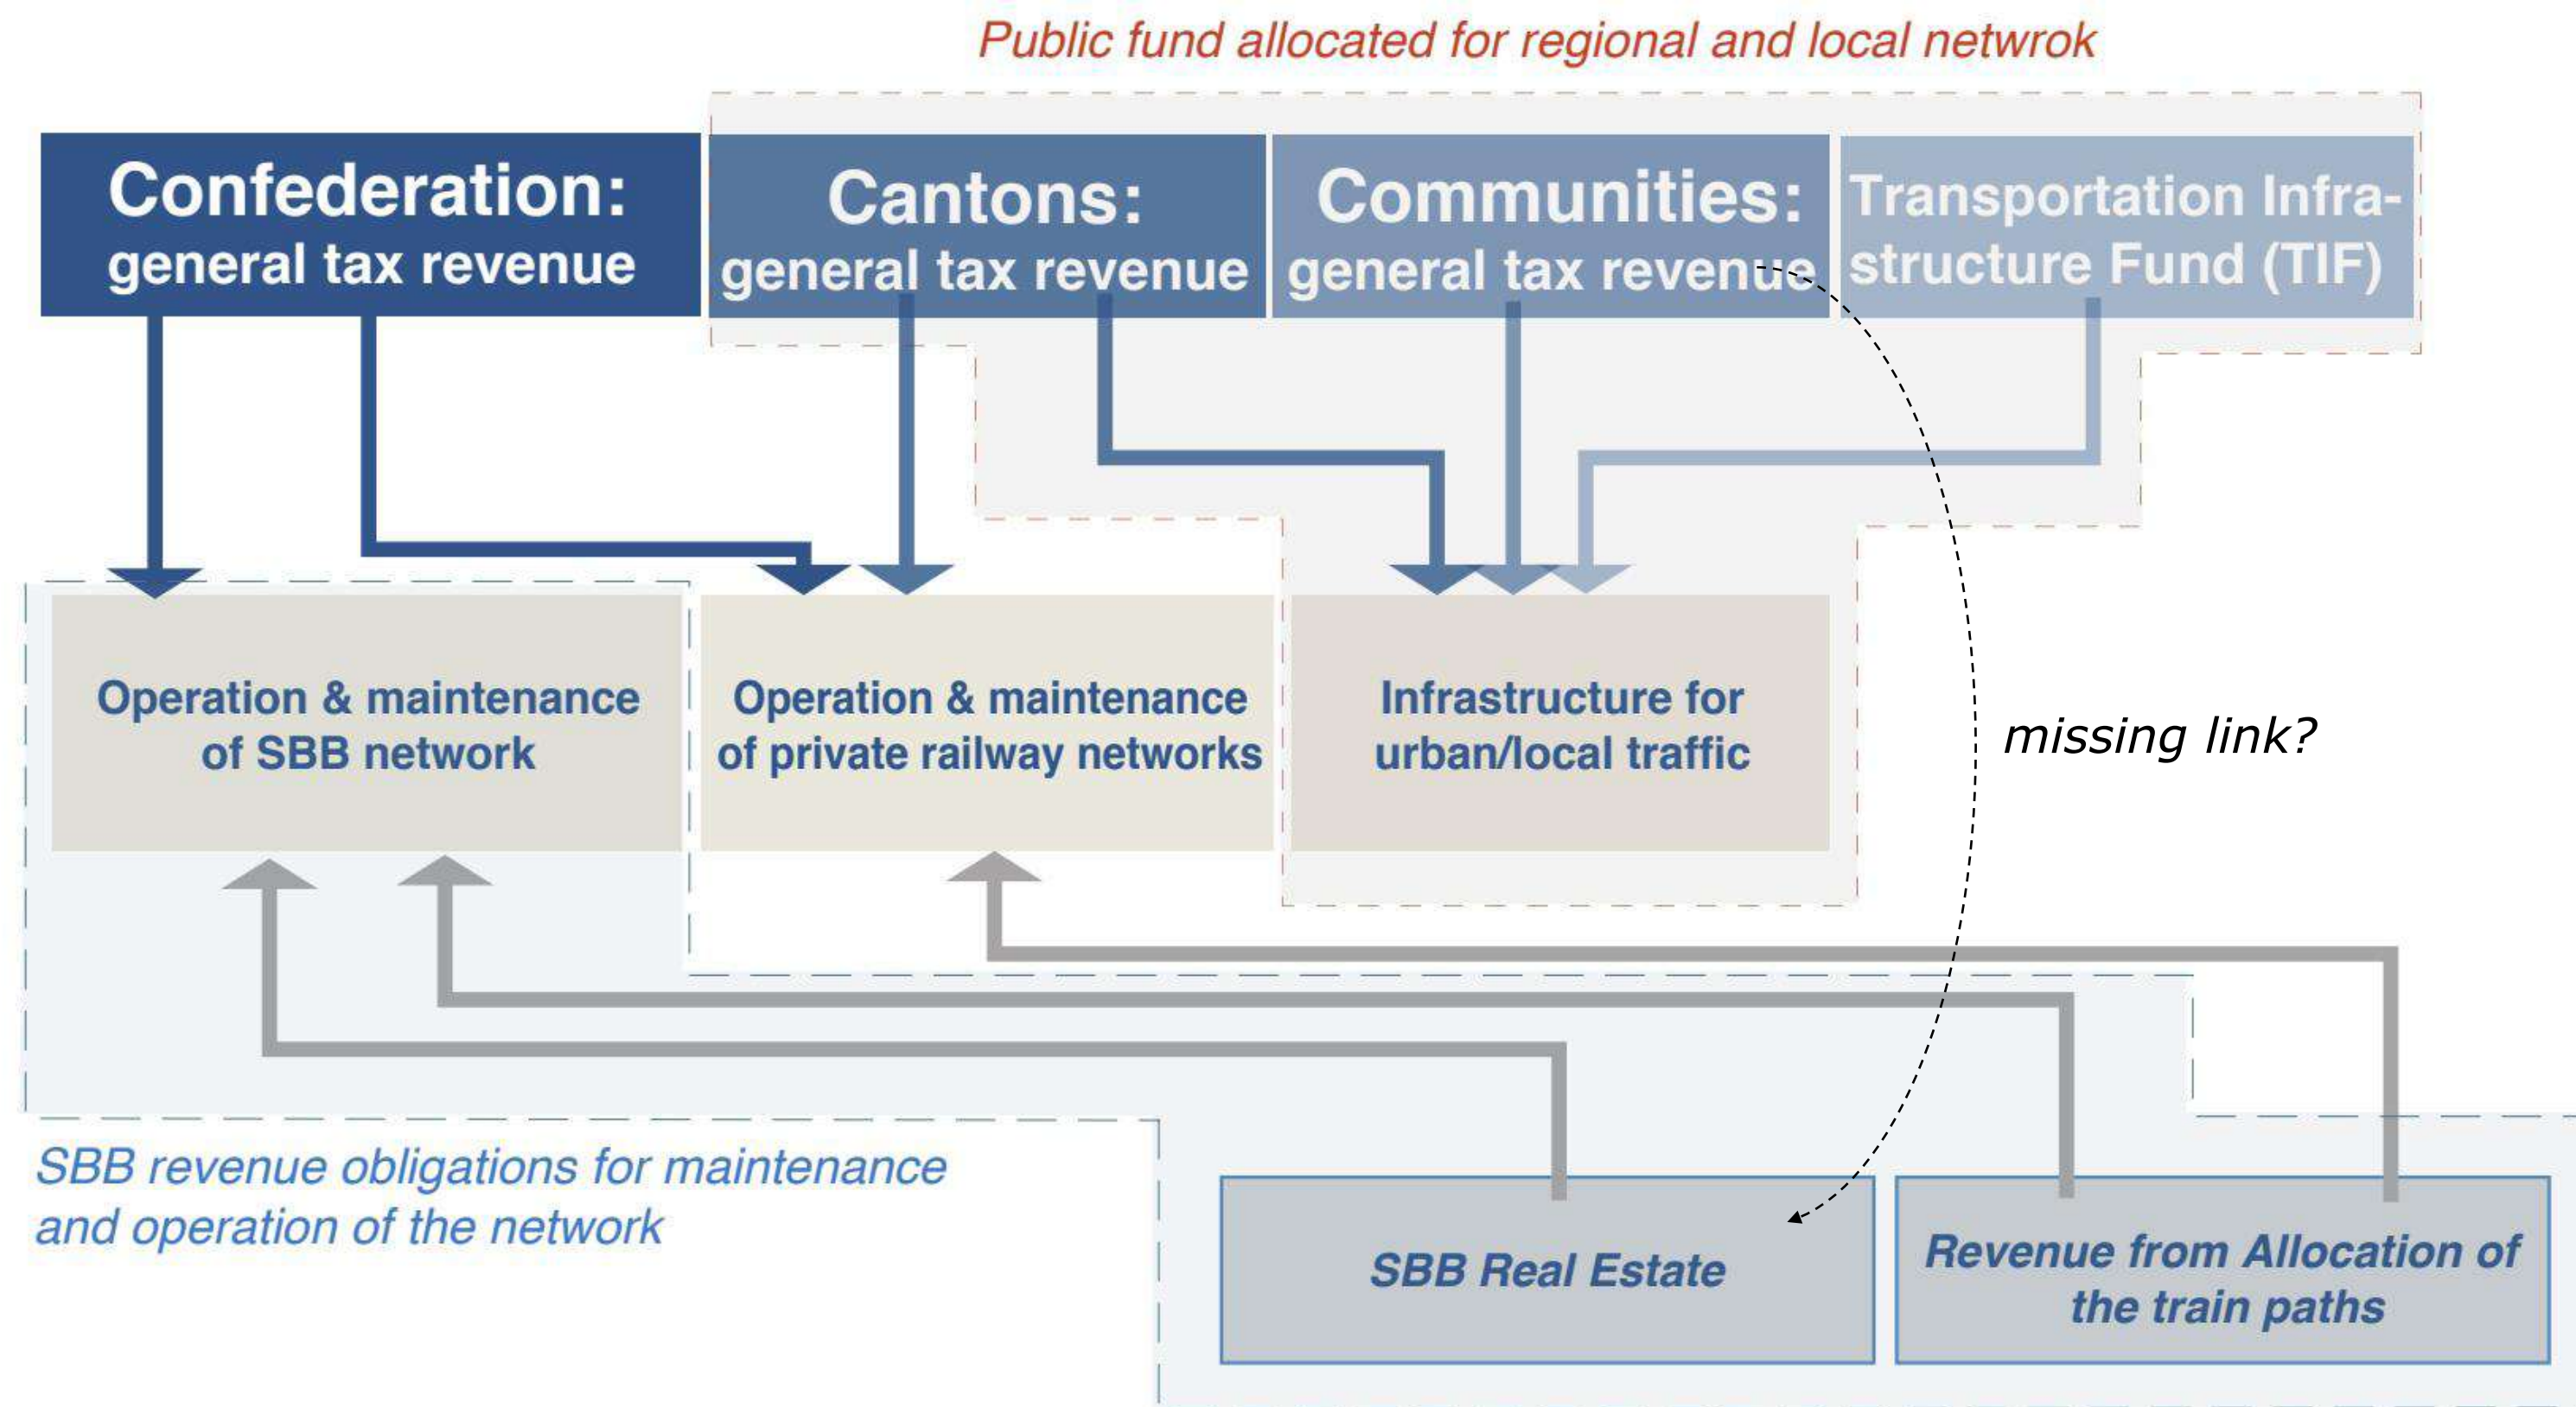 Public fund allocated for regional and local netwrok
Confederation:
general tax revenue
Cantons:
general tax revenue
Communities:
general tax revenue
Transportation Infra-
structure Fund (TIF)
Operation & maintenance
of SBB network
Operation & maintenance
of private railway networks
Infrastructure for
urban/local traffic
missing link?
SBB revenue obligations for maintenance
and operation of the network
SBB Real Estate
Revenue from Allocation of
the train paths